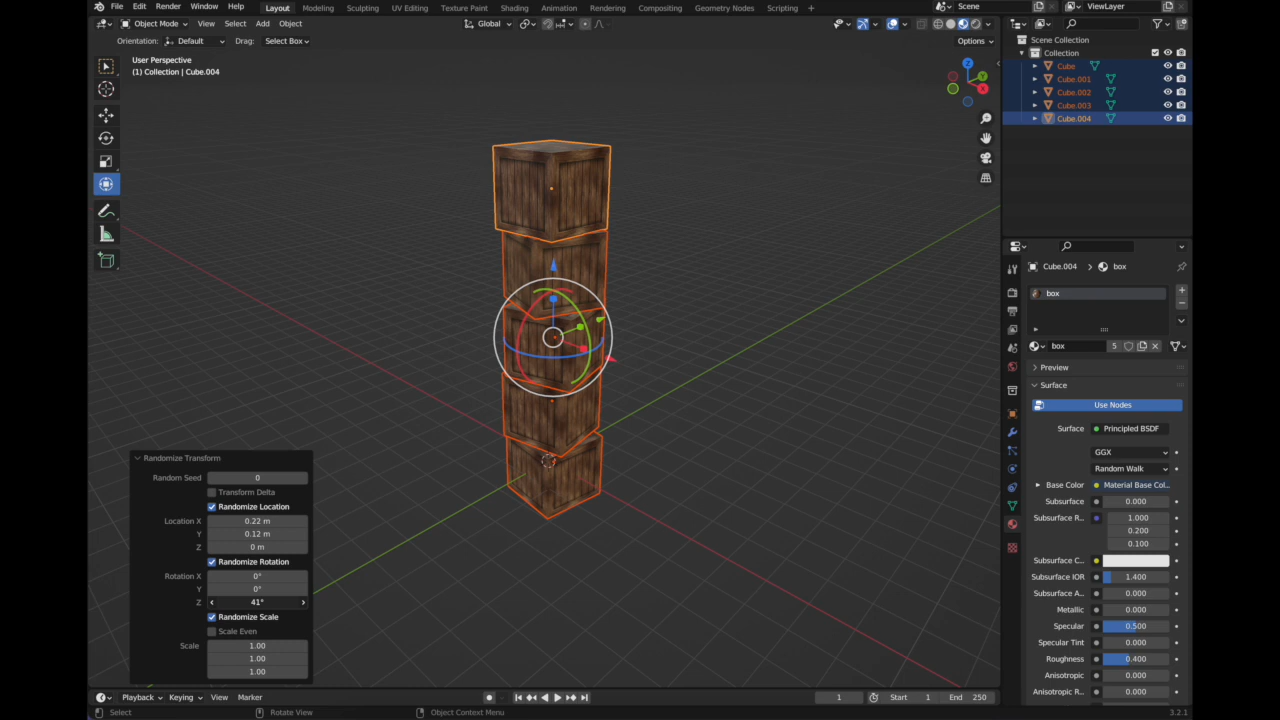 File Edit Render Window Help Layout Modeling Sculpting UV Editing Texture Paint Shading Animation Rendering Compositing Geometry Nodes Scripting Scene ViewLayer
Object Mode View Select Add Object Global
Orientation: Default Drag: Select Box Options
User Perspective
(1) Collection | Cube.004
Z
Y
X
Scene Collection
Collection
Cube
Cube.001
Cube.002
Cube.003
Cube.004
Cube.004 box
box
box 5
Preview
Surface
Use Nodes
Surface Principled BSDF
GGX
Random Walk
Base Color Material Base Col..
Subsurface 0.000
Subsurface R... 1.000
0.200
0.100
Subsurface C...
Subsurface IOR 1.400
Subsurface A... 0.000
Metallic 0.000
Specular 0.500
Specular Tint 0.000
Roughness 0.400
Anisotropic 0.000
Anisotropic R... 0.000
Randomize Transform
Random Seed 0
Transform Delta
Randomize Location
Location X 0.22 m
Y 0.12 m
Z 0 m
Randomize Rotation
Rotation X 0°
Y 0°
Z 41°
Randomize Scale
Scale Even
Scale 1.00
1.00
1.00
Playback Keying View Marker 1 Start 1 End 250
Select Rotate View Object Context Menu 3.2.1